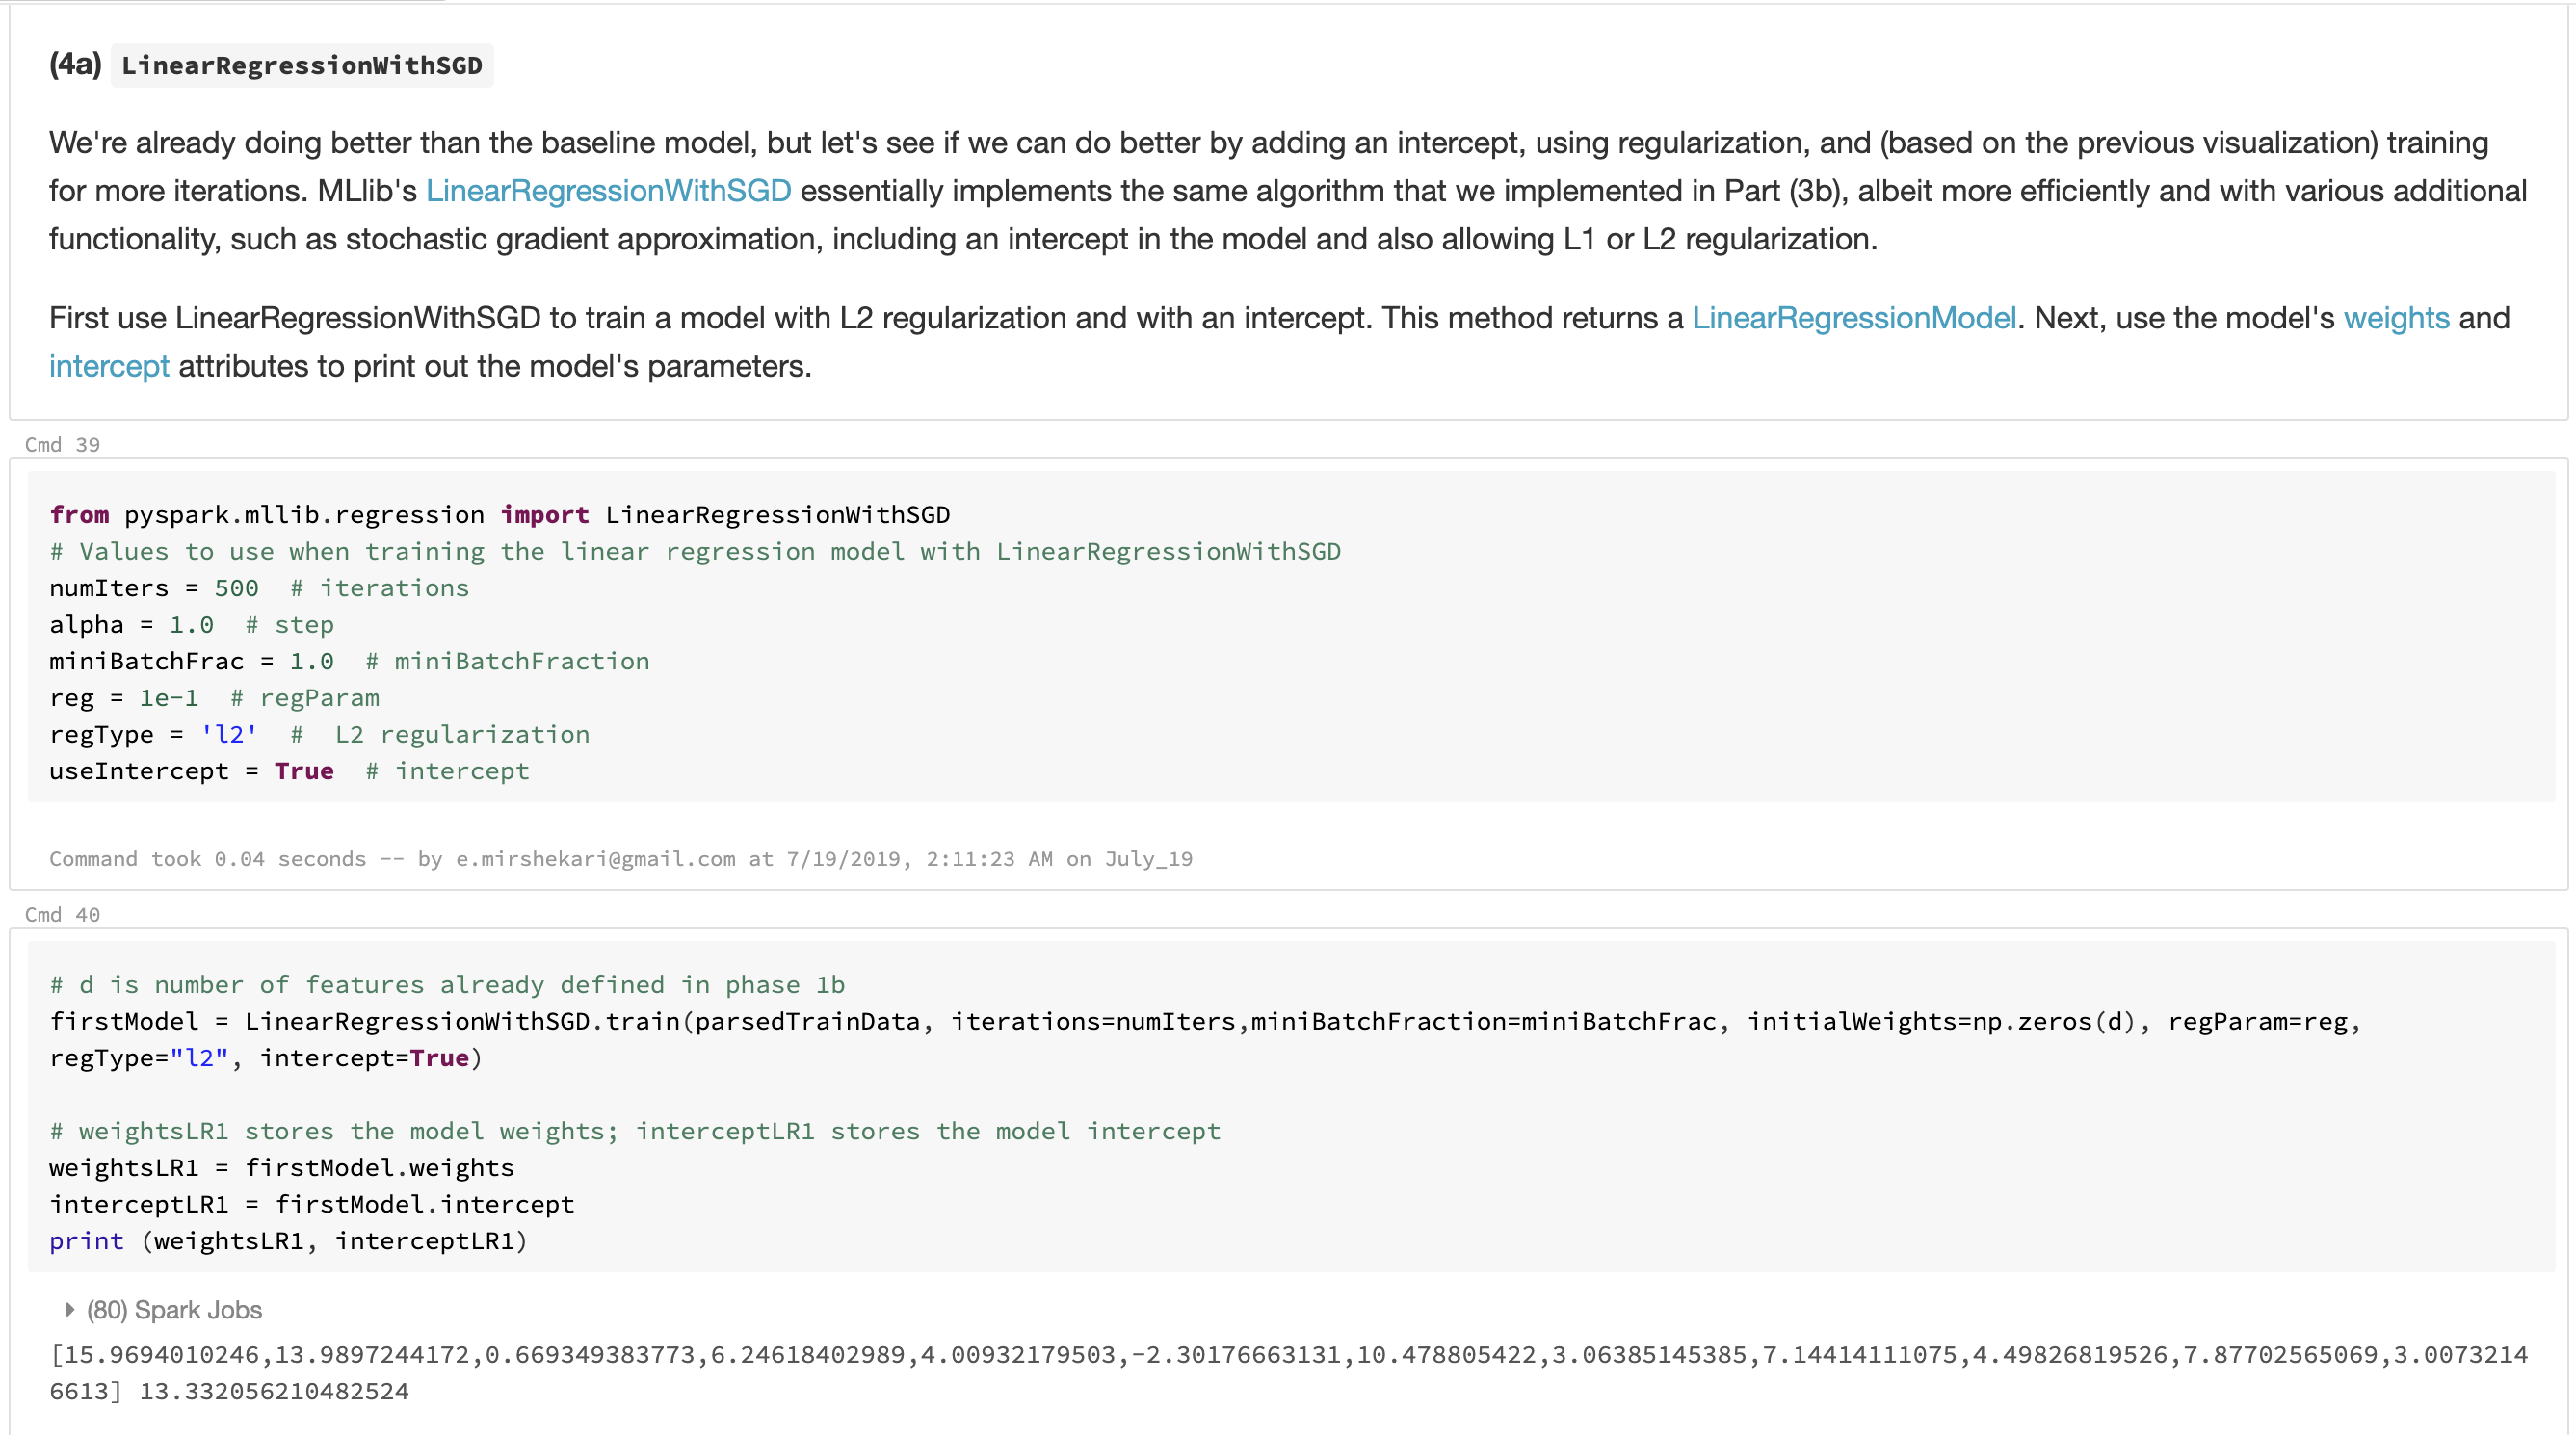 (4a) LinearRegressionWithSGD
We're already doing better than the baseline model, but let's see if we can do better by adding an intercept, using regularization, and (based on the previous visualization) training
for more iterations. MLlib's LinearRegressionWithSGD essentially implements the same algorithm that we implemented in Part (3b), albeit more efficiently and with various additional
functionality, such as stochastic gradient approximation, including an intercept in the model and also allowing L1 or L2 regularization.
First use LinearRegressionWithSGD to train a model with L2 regularization and with an intercept. This method returns a LinearRegressionModel. Next, use the model's weights and
intercept attributes to print out the model's parameters.
Cmd 39
from pyspark.mllib.regression import LinearRegressionWithSGD
# Values to use when training the linear regression model with LinearRegressionWithSGD
numIters = 500  # iterations
alpha = 1.0  # step
miniBatchFrac = 1.0  # miniBatchFraction
reg = 1e-1  # regParam
regType = 'l2'  #  L2 regularization
useIntercept = True  # intercept
Command took 0.04 seconds -- by e.mirshekari@gmail.com at 7/19/2019, 2:11:23 AM on July_19
Cmd 40
# d is number of features already defined in phase 1b
firstModel = LinearRegressionWithSGD.train(parsedTrainData, iterations=numIters,miniBatchFraction=miniBatchFrac, initialWeights=np.zeros(d), regParam=reg,
regType="l2", intercept=True)
# weightsLR1 stores the model weights; interceptLR1 stores the model intercept
weightsLR1 = firstModel.weights
interceptLR1 = firstModel.intercept
print (weightsLR1, interceptLR1)
(80) Spark Jobs
[15.9694010246,13.9897244172,0.669349383773,6.24618402989,4.00932179503,-2.30176663131,10.478805422,3.06385145385,7.14414111075,4.49826819526,7.87702565069,3.0073214
6613] 13.332056210482524